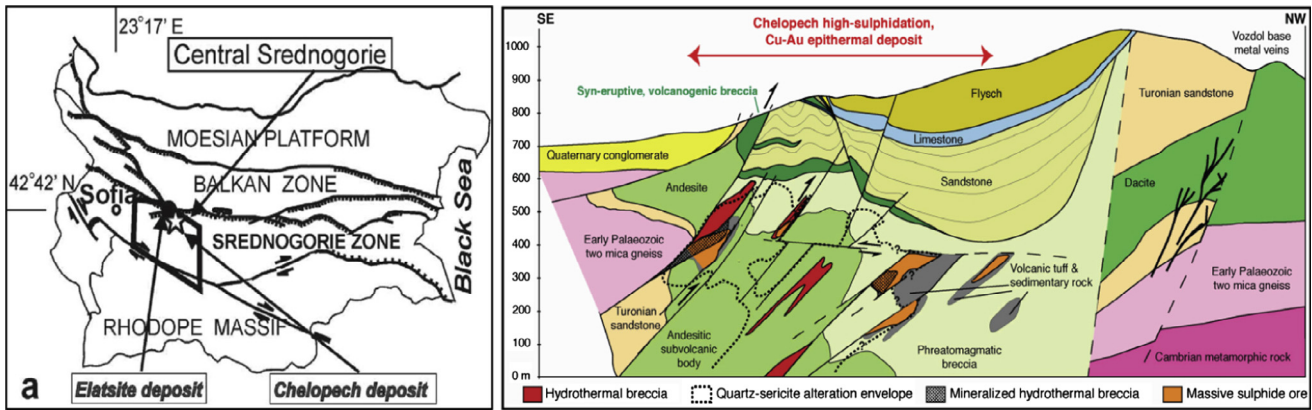 23°17' E
Central Srednogorie
MOESIAN PLATFORM
42°42' N
BALKAN ZONE
Sofia
SREDNOGORIE ZONE
Black Sea
RHODOPE MASSIF
a
Elatsite deposit
Chelopech deposit
SE
NW
Chelopech high-sulphidation,
Cu-Au epithermal deposit
Vozdol base
metal veins
1000
900
800
700
600
500
400
300
200
100
0 m
Syn-eruptive, volcanogenic breccia
Flysch
Turonian sandstone
Limestone
Quaternary conglomerate
Andesite
Sandstone
Dacite
Early Palaeozoic
two mica gneiss
Volcanic tuff &
sedimentary rock
Early Palaeozoic
two mica gneiss
Turonian
sandstone
Andesitic
subvolcanic
body
Phreatomagmatic
breccia
Cambrian metamorphic rock
Hydrothermal breccia
Quartz-sericite alteration envelope
Mineralized hydrothermal breccia
Massive sulphide ore